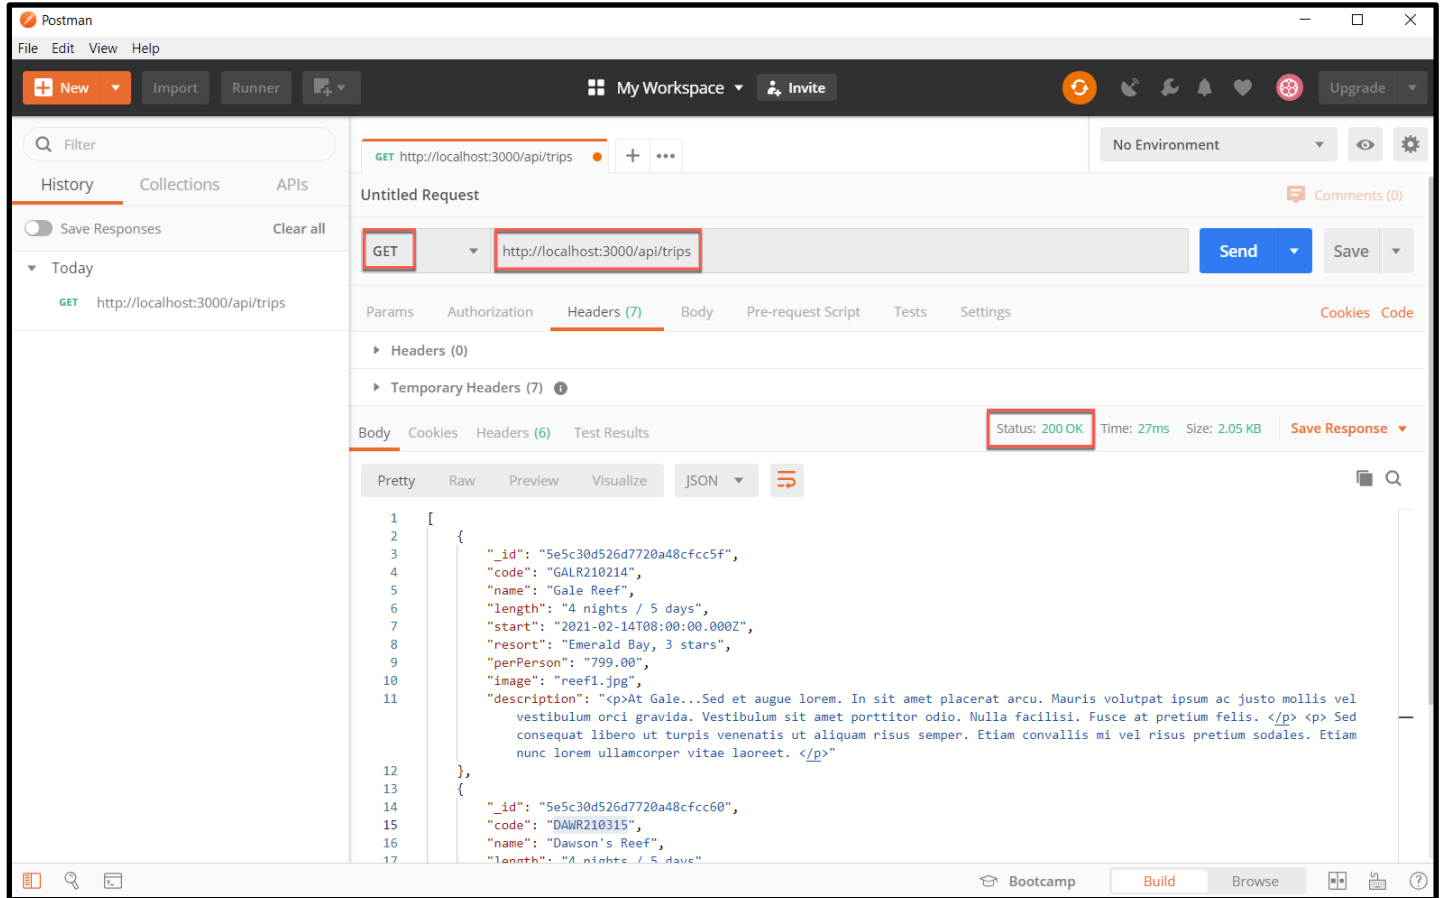 Postman
File Edit View Help
New Import Runner My Workspace Invite Upgrade
Filter
History Collections APIs
Save Responses Clear all
Today
GET http://localhost:3000/api/trips
GET http://localhost:3000/api/trips
No Environment
Untitled Request Comments (0)
GET http://localhost:3000/api/trips Send Save
Params Authorization Headers (7) Body Pre-request Script Tests Settings Cookies Code
Headers (0)
Temporary Headers (7)
Body Cookies Headers (6) Test Results Status: 200 OK Time: 27ms Size: 2.05 KB Save Response
Pretty Raw Preview Visualize JSON
1 [
2 {
3 "_id": "5e5c30d526d7720a48cfcc5f",
4 "code": "GALR210214",
5 "name": "Gale Reef",
6 "length": "4 nights / 5 days",
7 "start": "2021-02-14T08:00:00.000Z",
8 "resort": "Emerald Bay, 3 stars",
9 "perPerson": "799.00",
10 "image": "reef1.jpg",
11 "description": "<p>At Gale...Sed et augue lorem. In sit amet placerat arcu. Mauris volutpat ipsum ac justo mollis vel
vestibulum orci gravida. Vestibulum sit amet porttitor odio. Nulla facilisi. Fusce at pretium felis. </p> <p> Sed
consequat libero ut turpis venenatis ut aliquam risus semper. Etiam convallis mi vel risus pretium sodales. Etiam
nunc lorem ullamcorper vitae laoreet. </p>"
12 },
13 {
14 "_id": "5e5c30d526d7720a48cfcc60",
15 "code": "DAWR210315",
16 "name": "Dawson's Reef",
17 "length": "4 nights / 5 days"
Bootcamp Build Browse